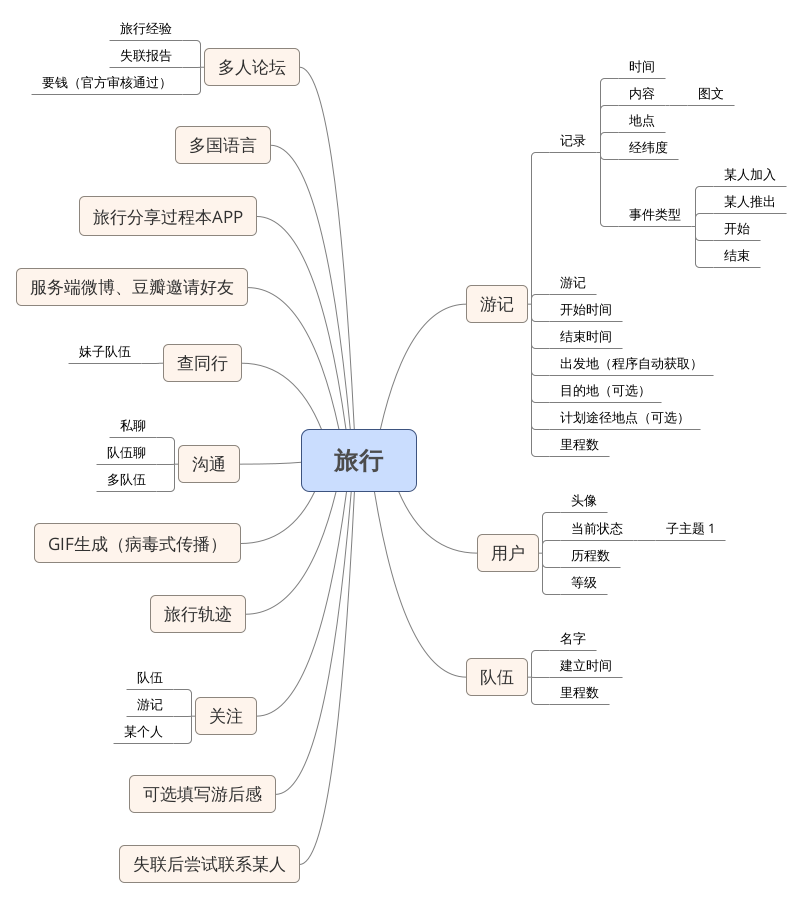 旅行
游记
记录
时间
内容
图文
地点
经纬度
事件类型
某人加入
某人推出
开始
结束
游记
开始时间
结束时间
出发地（程序自动获取）
目的地（可选）
计划途径地点（可选）
里程数
用户
头像
当前状态
子主题 1
历程数
等级
队伍
名字
建立时间
里程数
多人论坛
旅行经验
失联报告
要钱（官方审核通过）
多国语言
旅行分享过程本APP
服务端微博、豆瓣邀请好友
查同行
妹子队伍
沟通
私聊
队伍聊
多队伍
GIF生成（病毒式传播）
旅行轨迹
关注
队伍
游记
某个人
可选填写游后感
失联后尝试联系某人